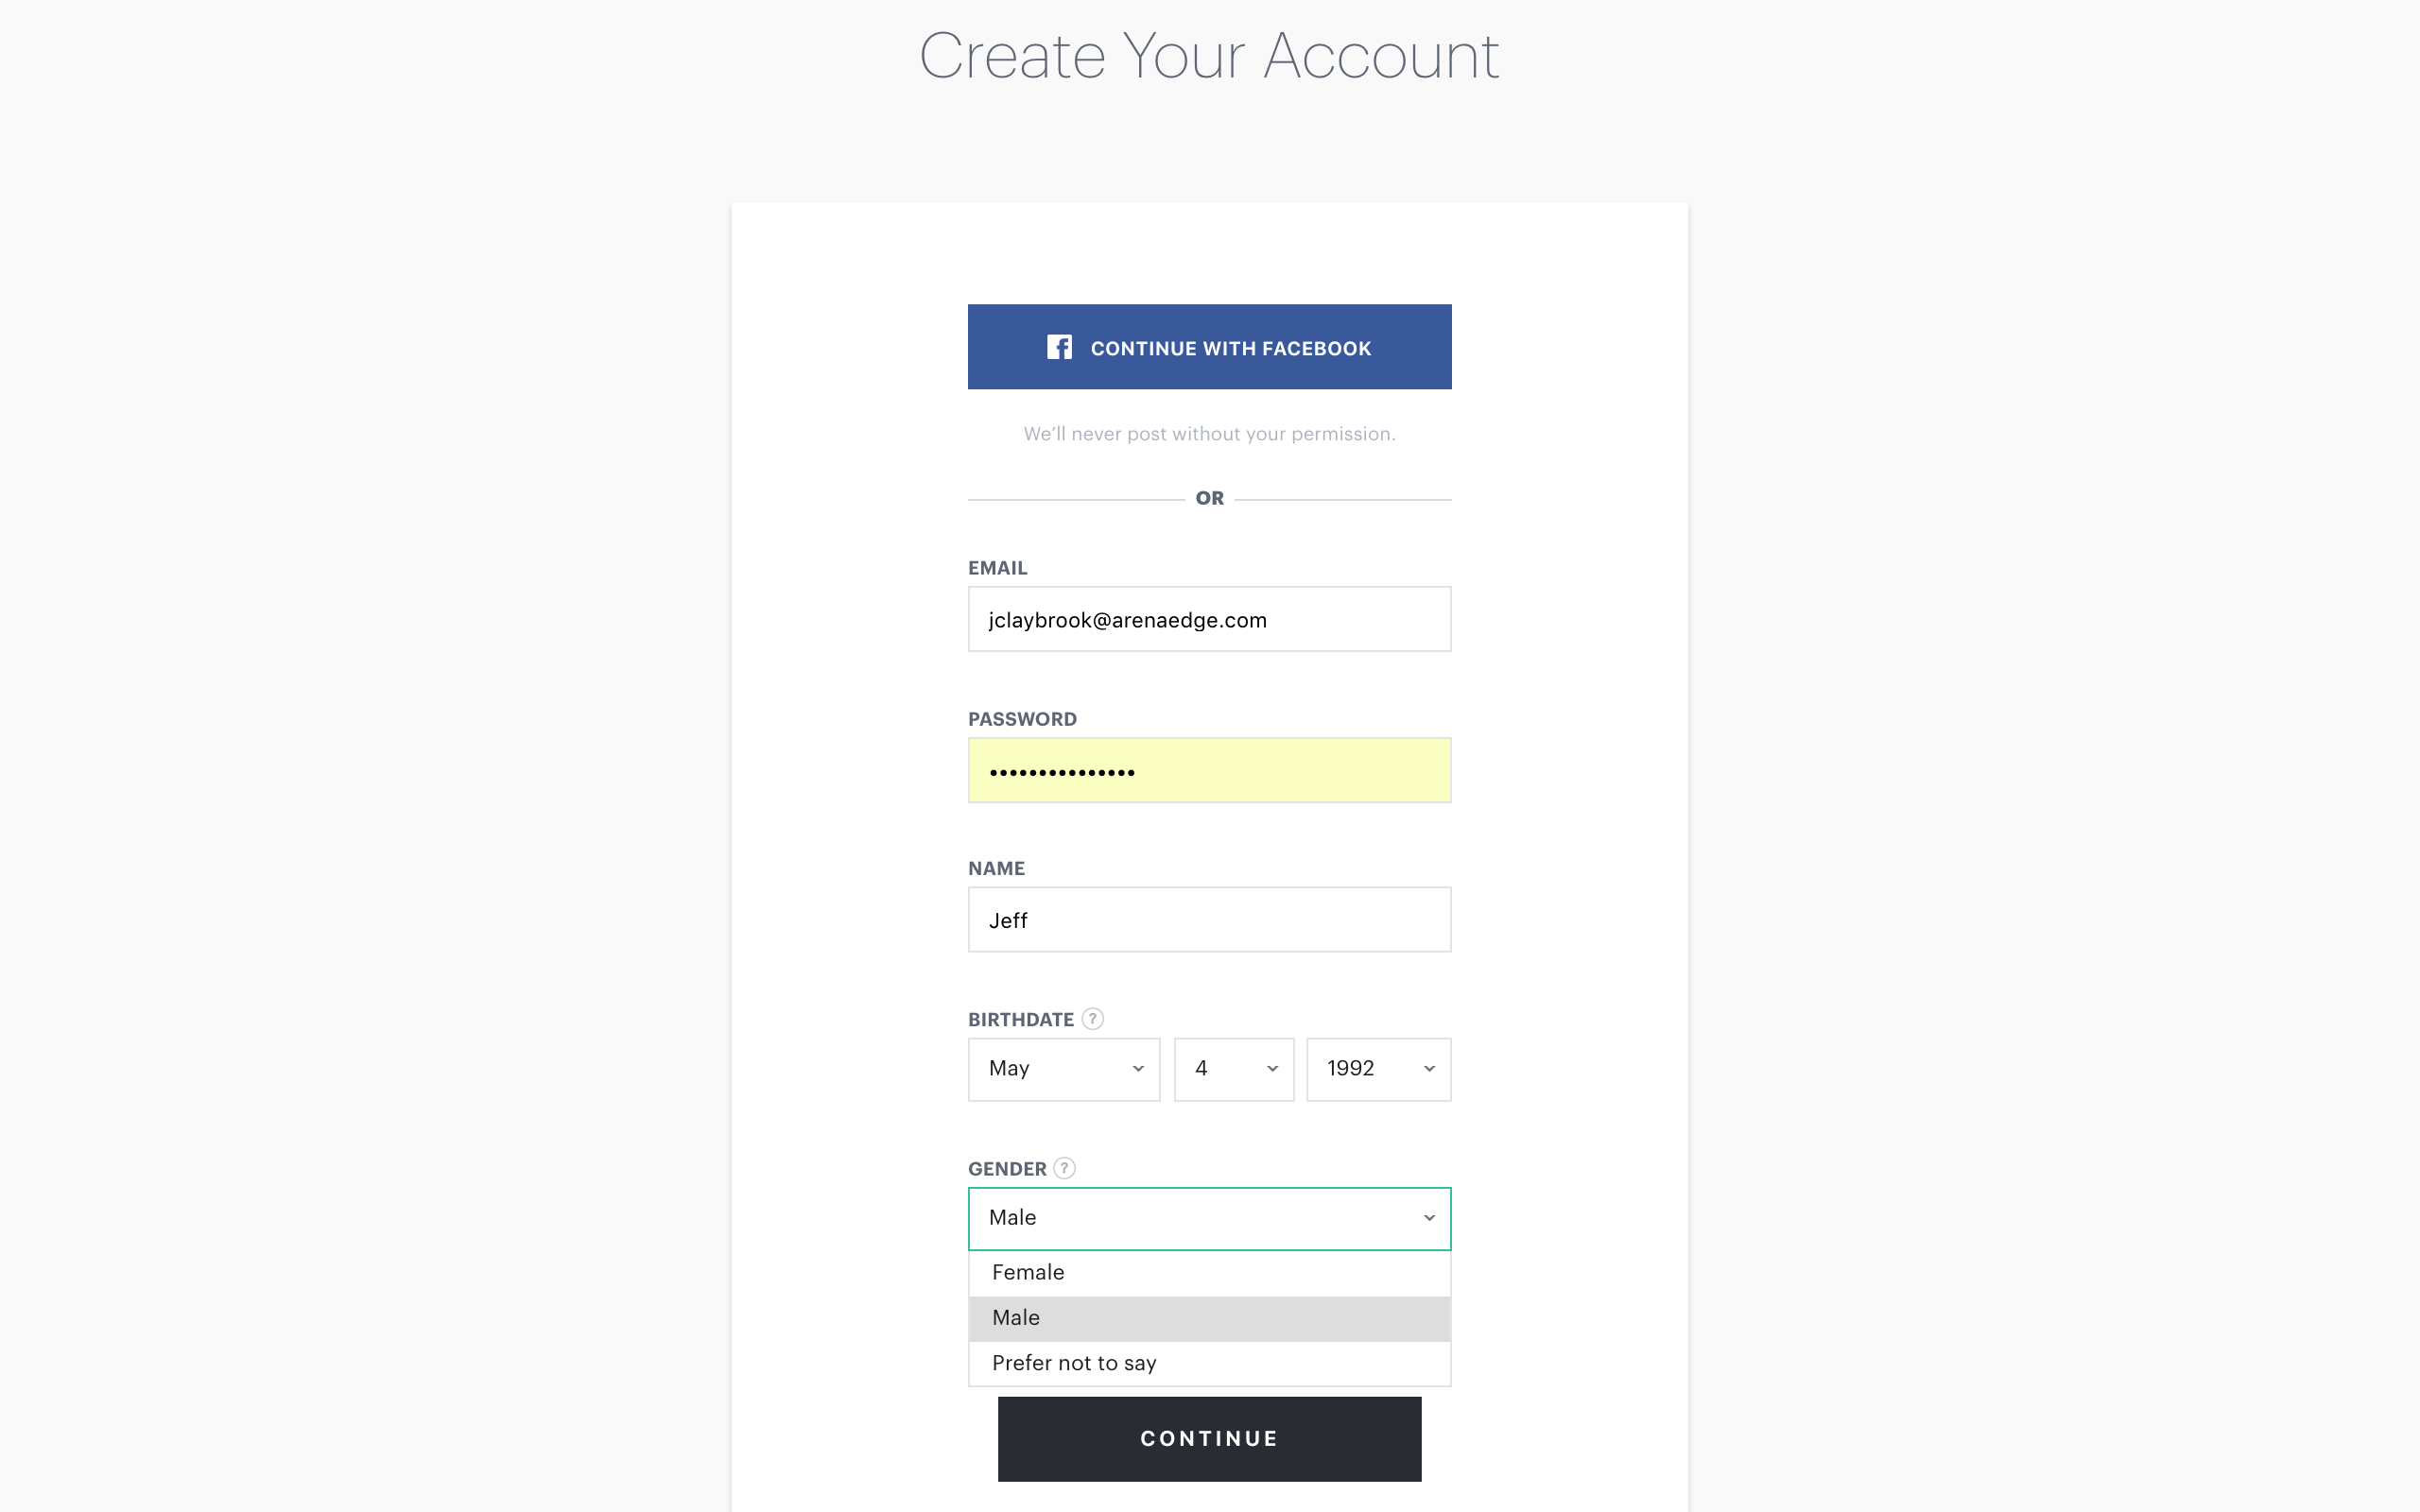 Create Your Account
CONTINUE WITH FACEBOOK
We’ll never post without your permission.
OR
EMAIL
jclaybrook@arenaedge.com
PASSWORD
•••••••••••••••
NAME
Jeff
BIRTHDATE ?
May 4 1992
GENDER ?
Male
Female
Male
Prefer not to say
CONTINUE